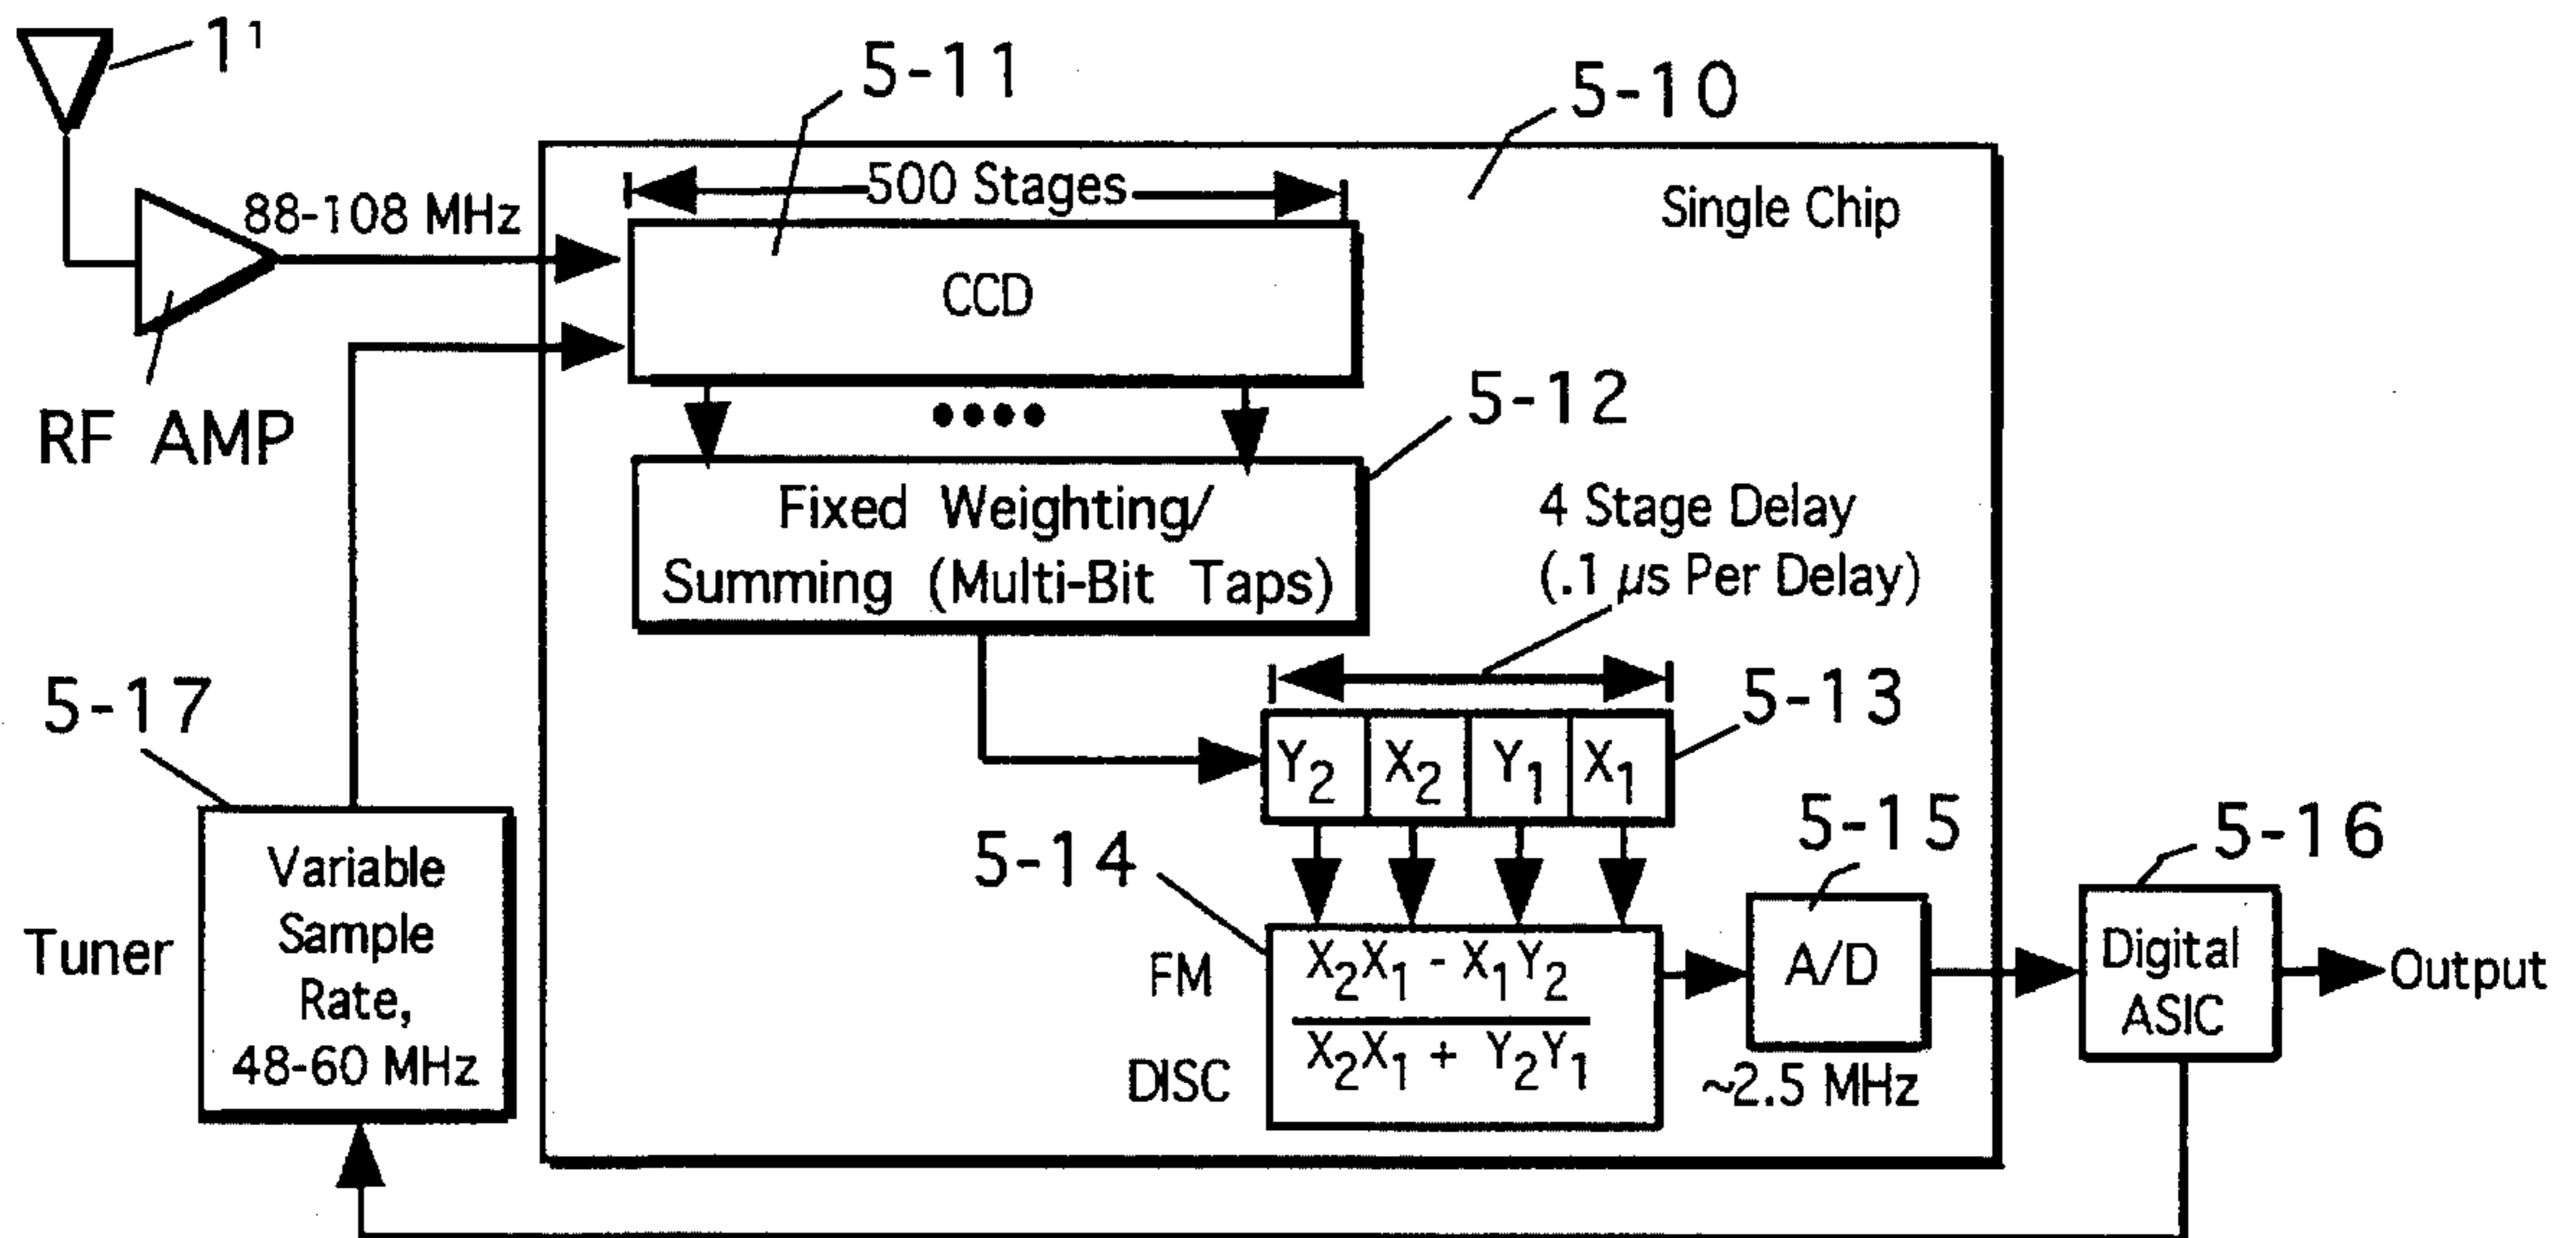 1'
5-11
5-10
500 Stages
Single Chip
88-108 MHz
CCD
RF AMP
5-12
Fixed Weighting/
Summing (Multi-Bit Taps)
4 Stage Delay
(.1 µs Per Delay)
5-17
5-13
Y2 X2 Y1 X1
5-14
5-15
5-16
Tuner
Variable
Sample
Rate,
48-60 MHz
FM
DISC
X2X1 - X1Y2
X2X1 + Y2Y1
A/D
~2.5 MHz
Digital
ASIC
Output